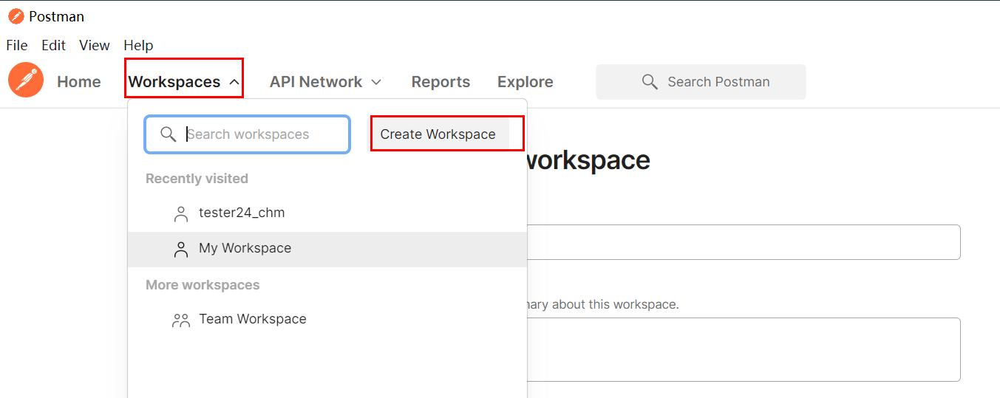 Postman
File Edit View Help
Home Workspaces API Network Reports Explore Search Postman
Search workspaces Create Workspace
workspace
Recently visited
tester24_chm
My Workspace
More workspaces
about this workspace.
Team Workspace